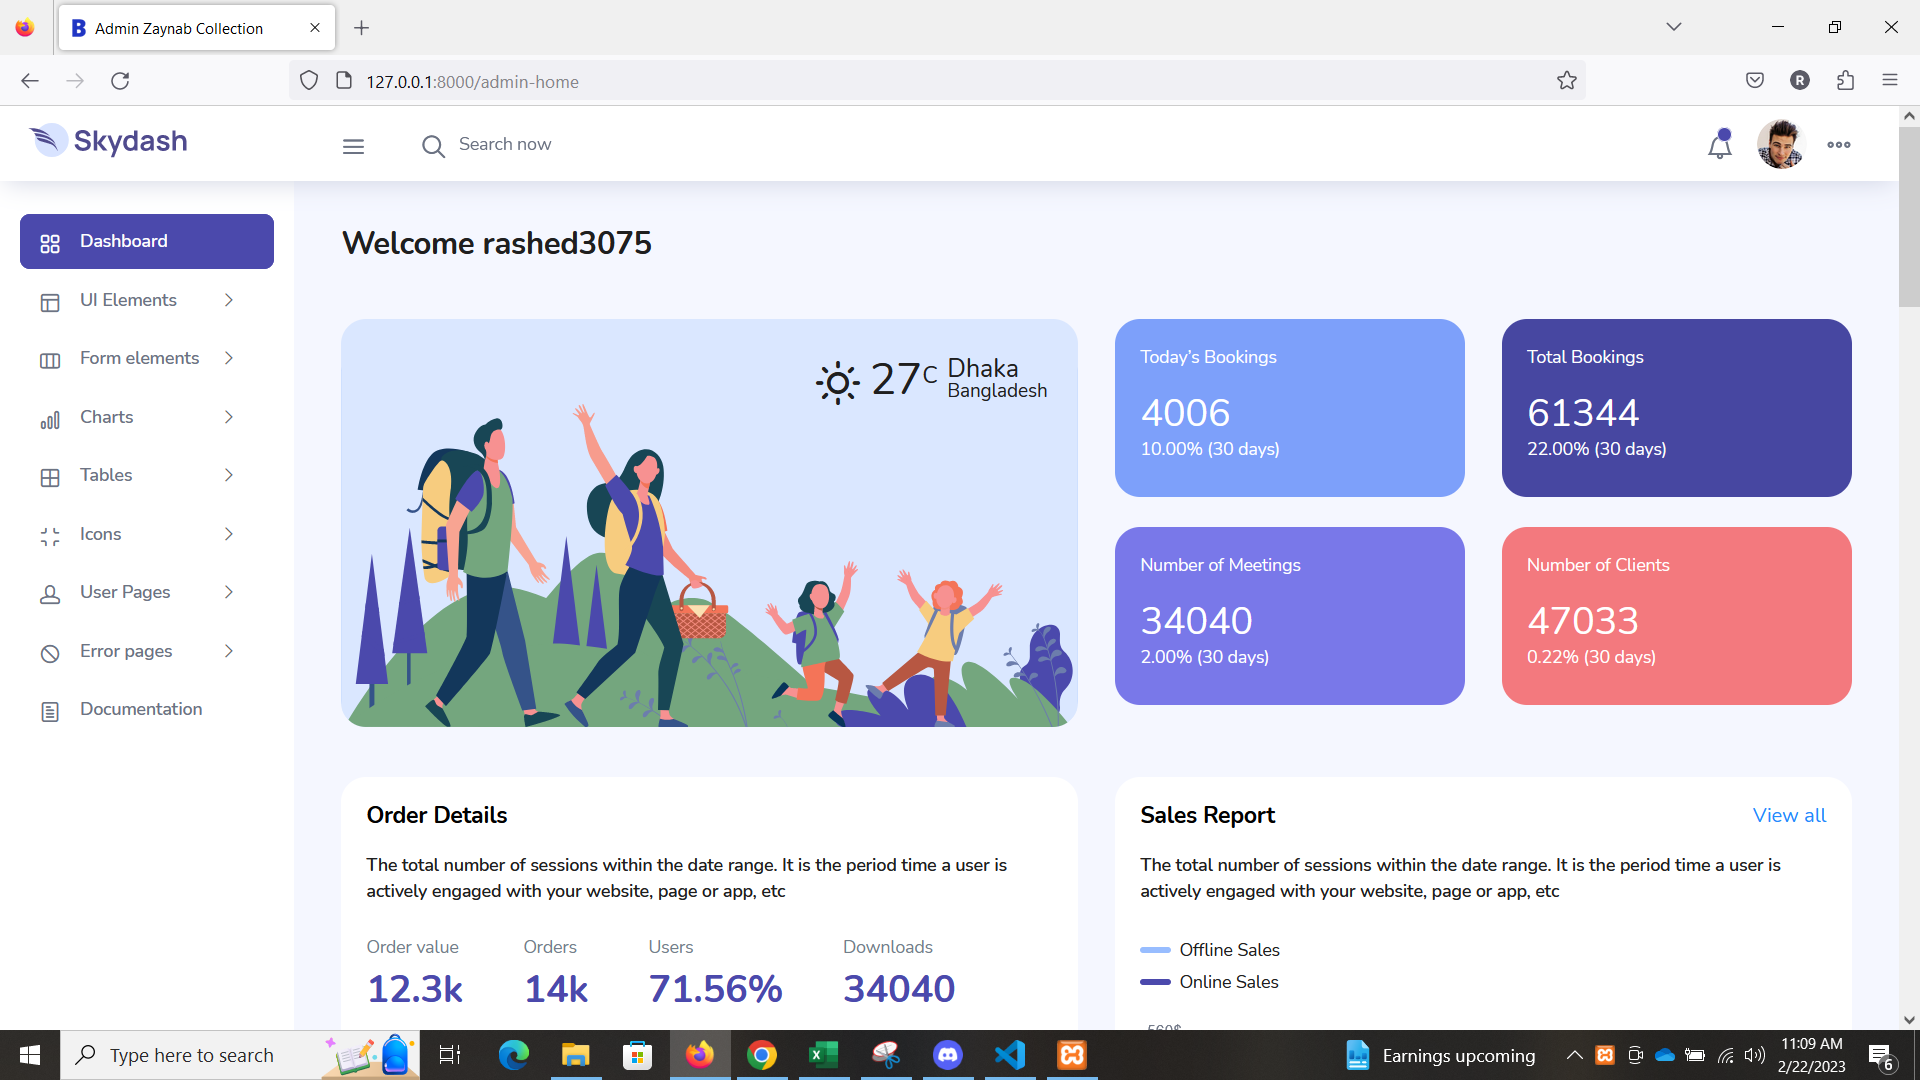 Admin Zaynab Collection
127.0.0.1:8000/admin-home
R
Skydash
Search now
Dashboard
UI Elements
Form elements
Charts
Tables
Icons
User Pages
Error pages
Documentation
Welcome rashed3075
27 C Dhaka
Bangladesh
Today's Bookings
4006
10.00% (30 days)
Total Bookings
61344
22.00% (30 days)
Number of Meetings
34040
2.00% (30 days)
Number of Clients
47033
0.22% (30 days)
Order Details
The total number of sessions within the date range. It is the period time a user is
actively engaged with your website, page or app, etc
Order value
12.3k
Orders
14k
Users
71.56%
Downloads
34040
Sales Report
View all
The total number of sessions within the date range. It is the period time a user is
actively engaged with your website, page or app, etc
Offline Sales
Online Sales
Type here to search
Earnings upcoming
11:09 AM
2/22/2023
6